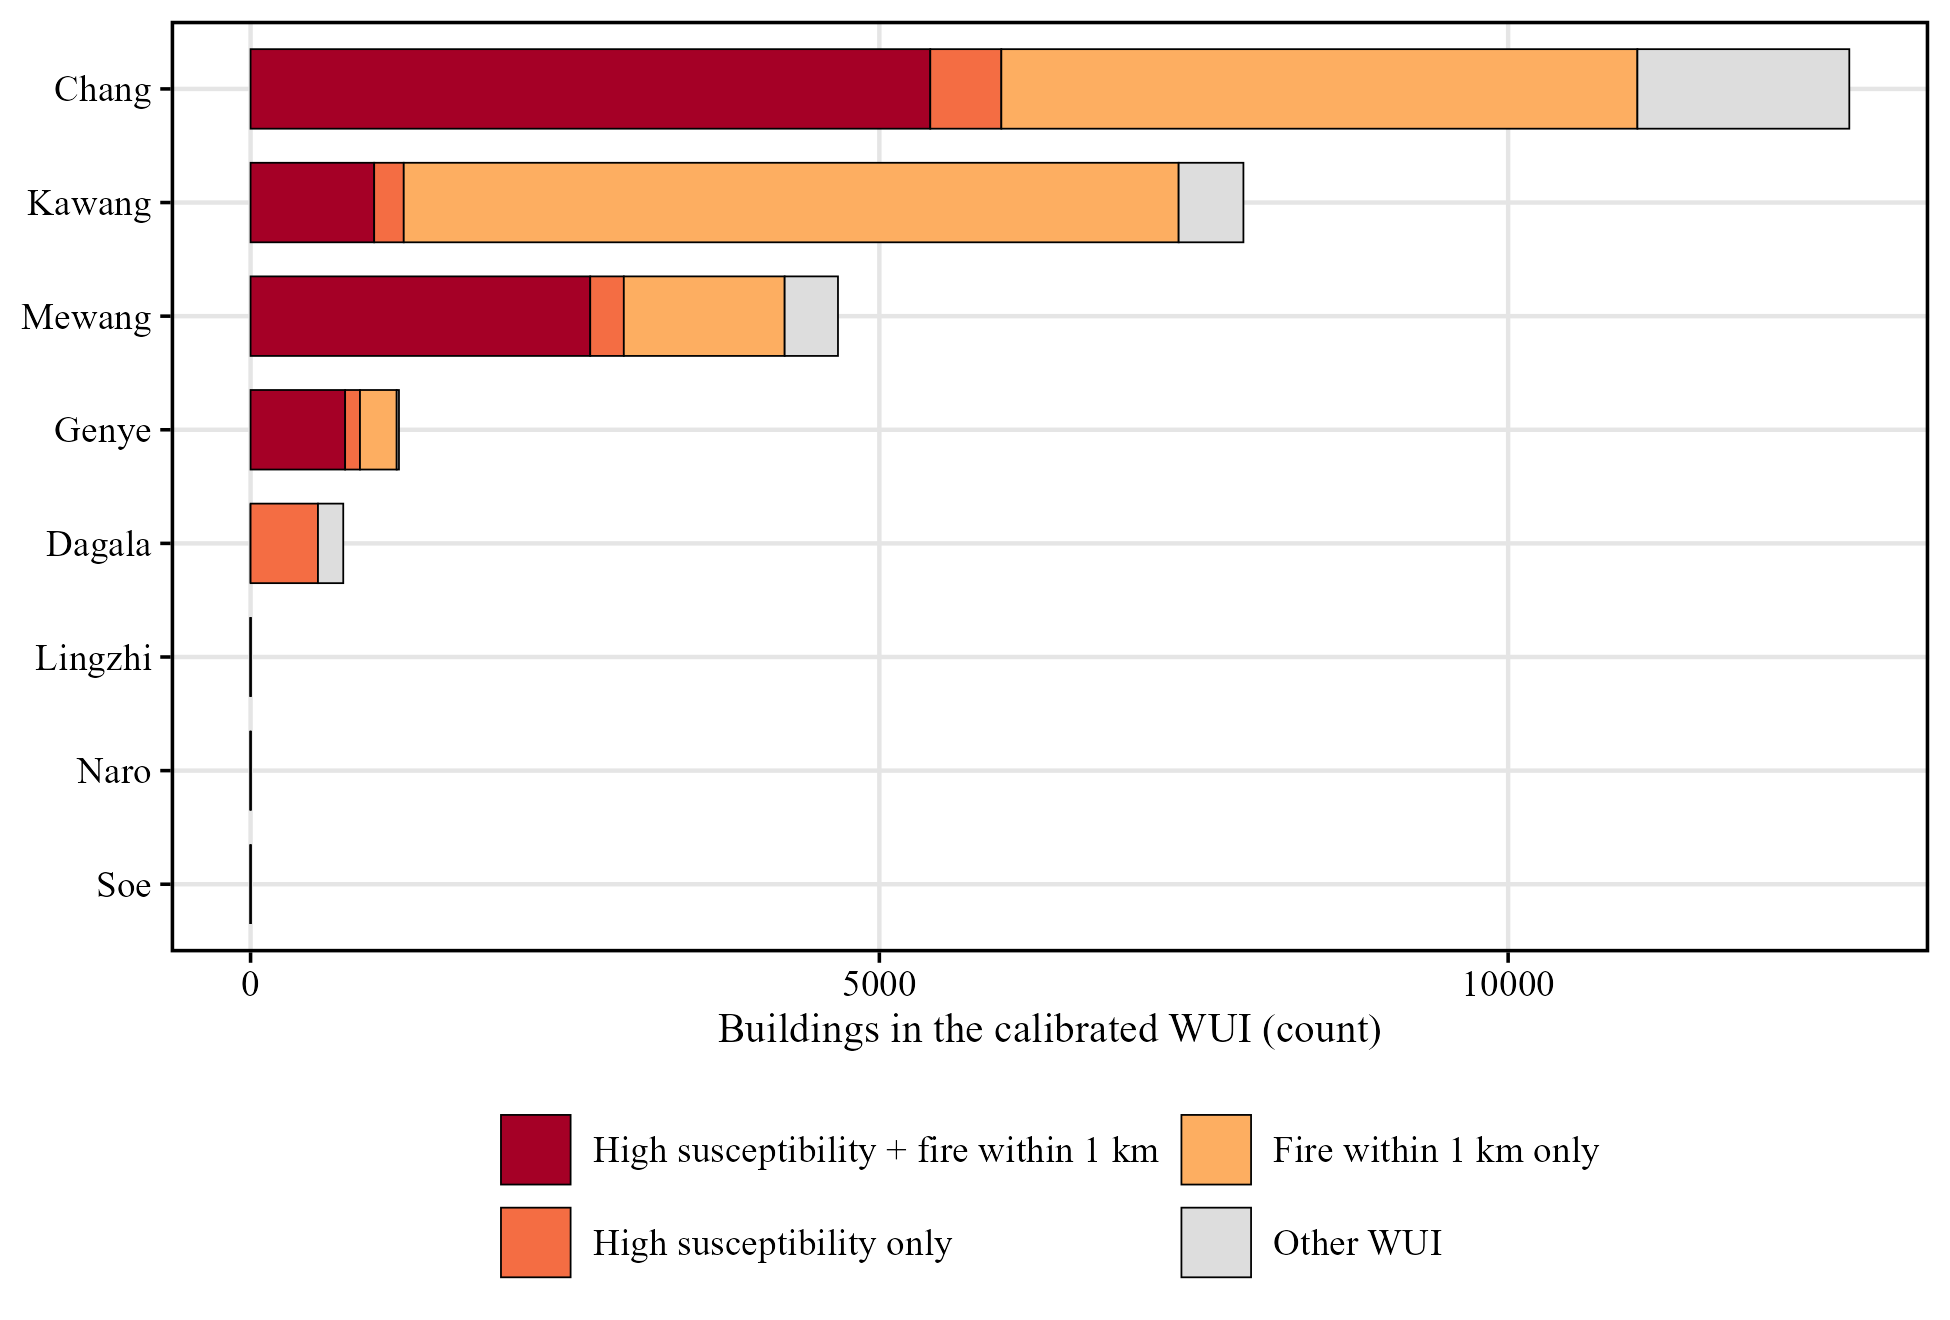 Chang
Kawang
Mewang
Genye
Dagala
Lingzhi
Naro
Soe
0 5000 10000
Buildings in the calibrated WUI (count)
High susceptibility + fire within 1 km
Fire within 1 km only
High susceptibility only
Other WUI